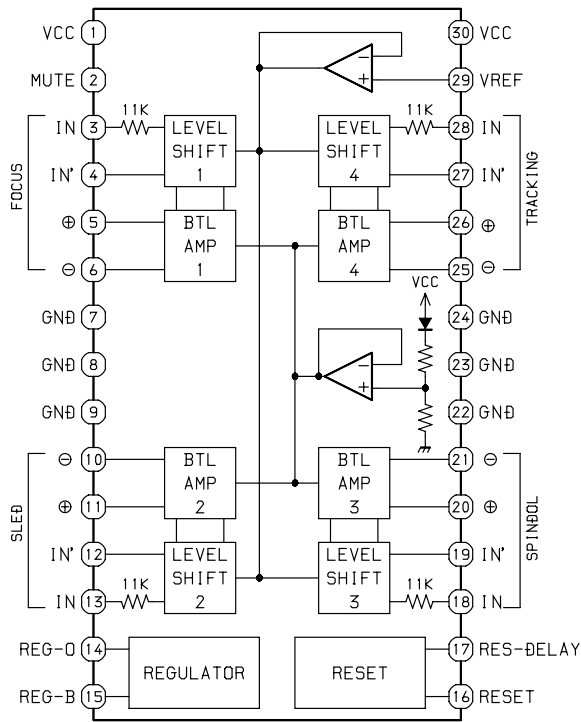 VCC 1 30 VCC
MUTE 2 29 VREF
− +
FOCUS
TRACKING
IN 3 11K LEVEL SHIFT 1 LEVEL SHIFT 4 11K 28 IN
IN' 4 27 IN'
⊕ 5 BTL AMP 1 BTL AMP 4 26 ⊕
⊖ 6 25 ⊖
VCC
GND 7 24 GND
GND 8 − + 23 GND
GND 9 22 GND
SLED
SPINDOL
⊖ 10 BTL AMP 2 BTL AMP 3 21 ⊖
⊕ 11 20 ⊕
IN' 12 LEVEL SHIFT 2 LEVEL SHIFT 3 19 IN'
IN 13 11K 11K 18 IN
REG-O 14 REGULATOR RESET 17 RES-DELAY
REG-B 15 16 RESET